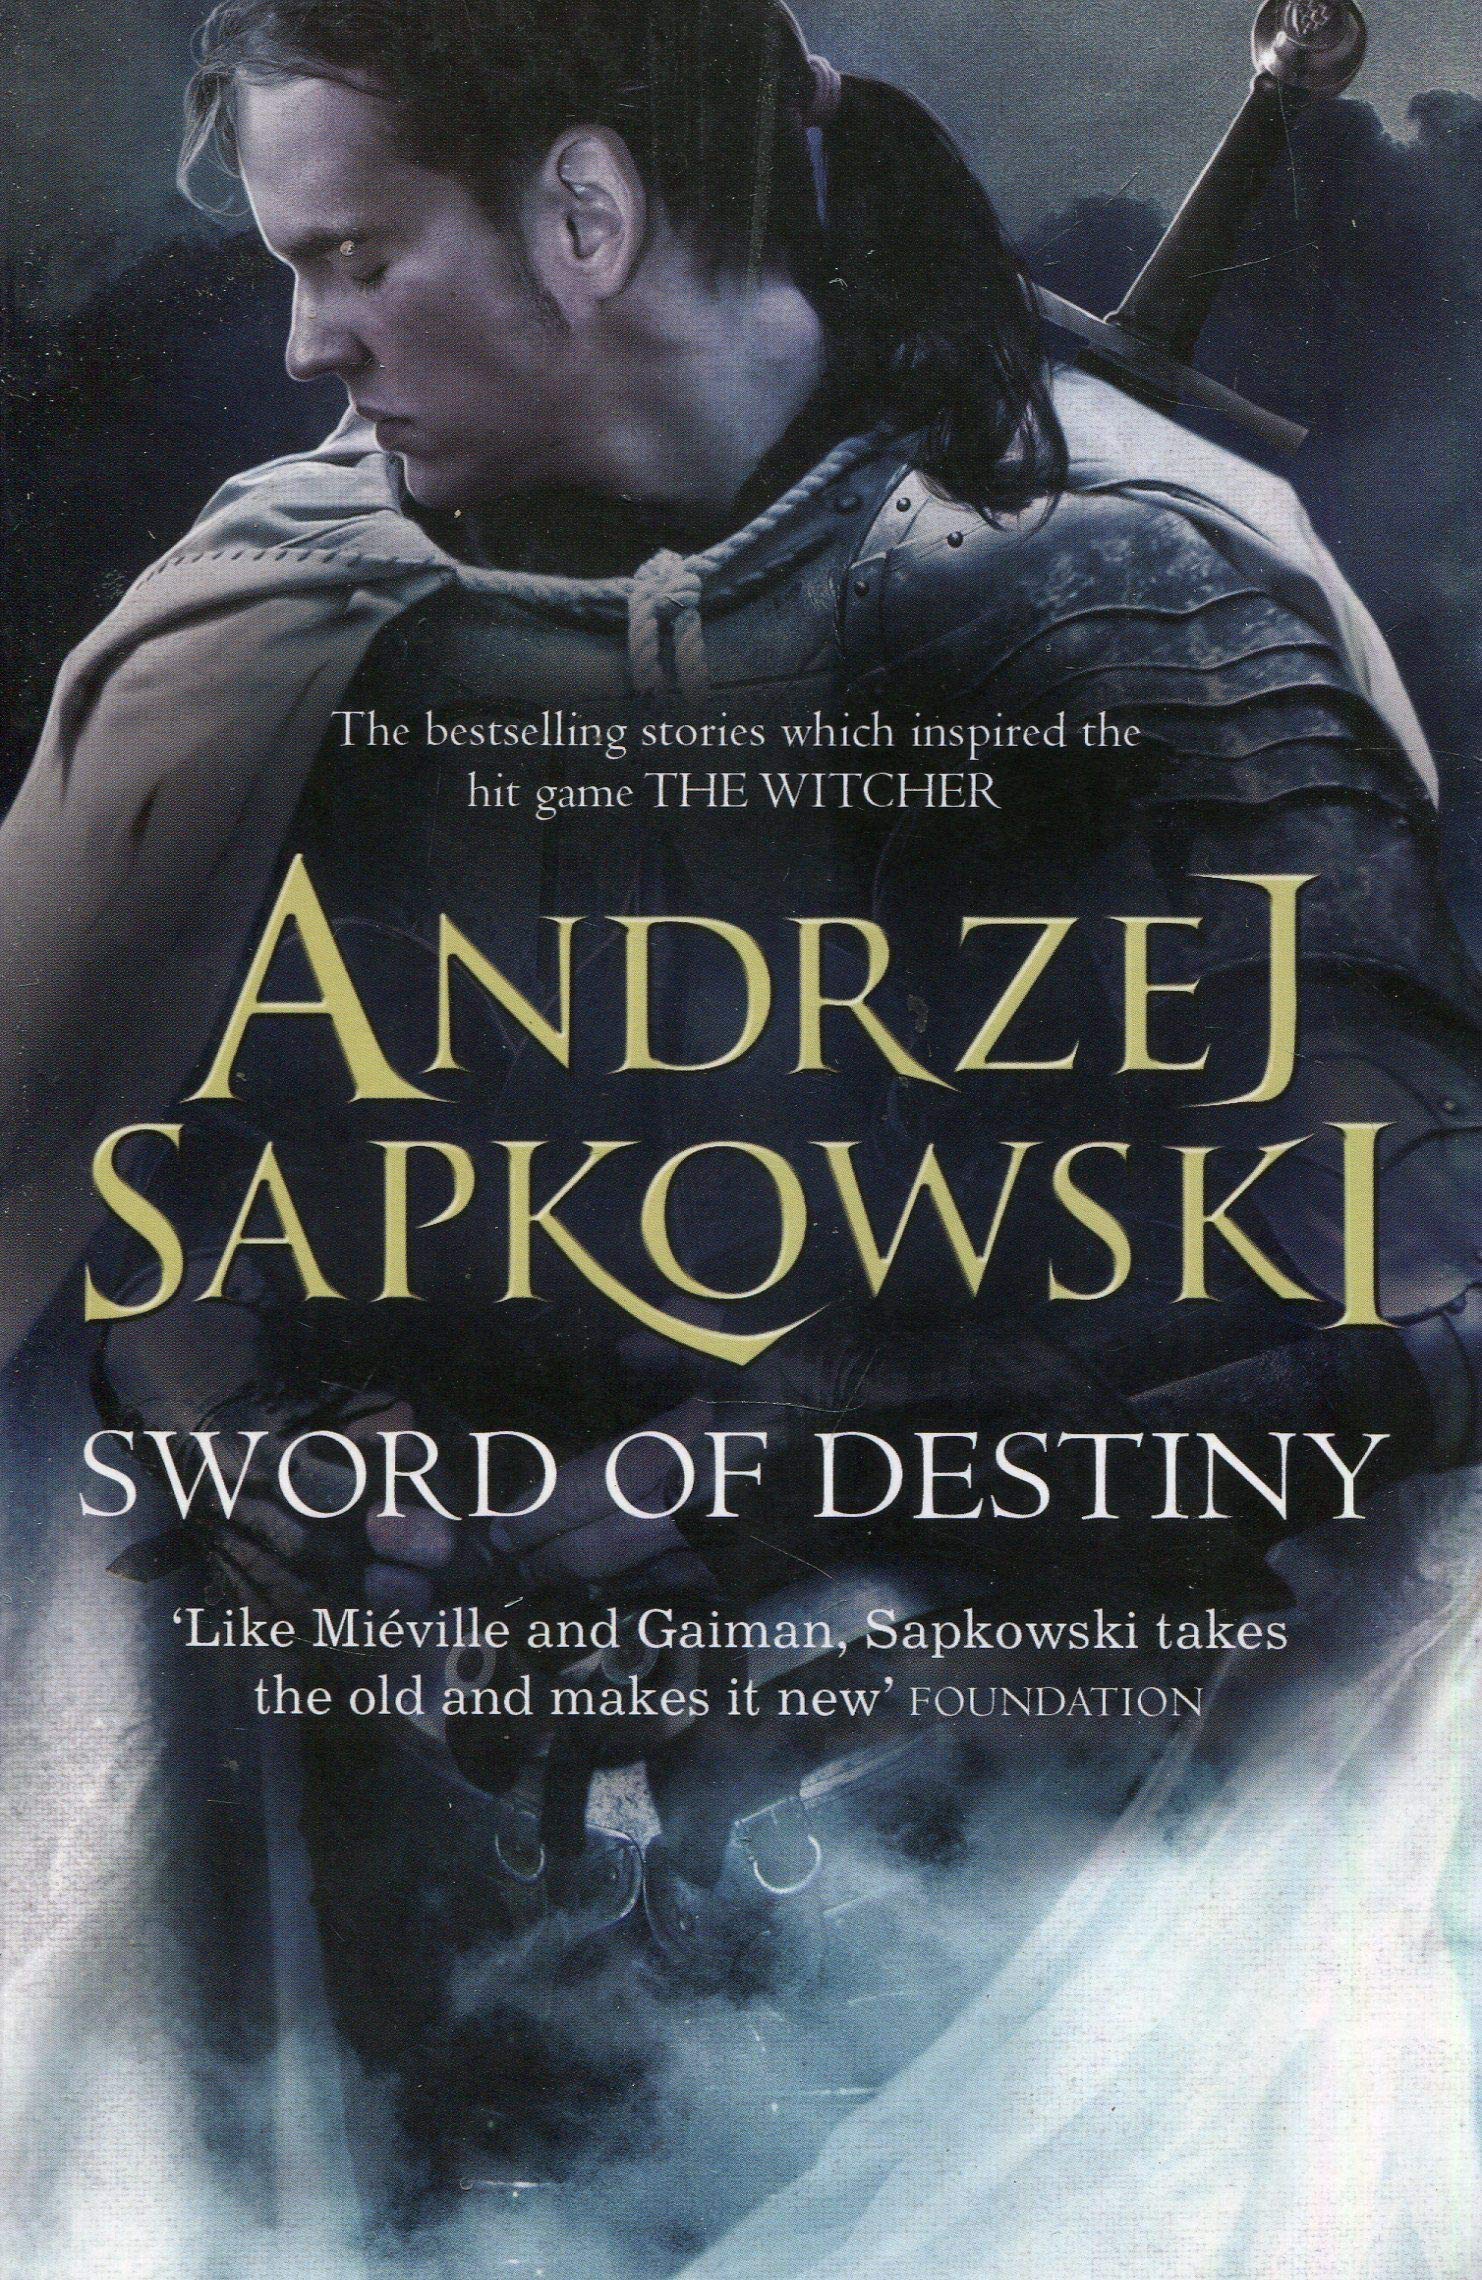 The bestselling stories which inspired the
hit game THE WITCHER
ANDRZEJ
SAPKOWSKI
SWORD OF DESTINY
‘Like Miéville and Gaiman, Sapkowski takes
the old and makes it new’ FOUNDATION